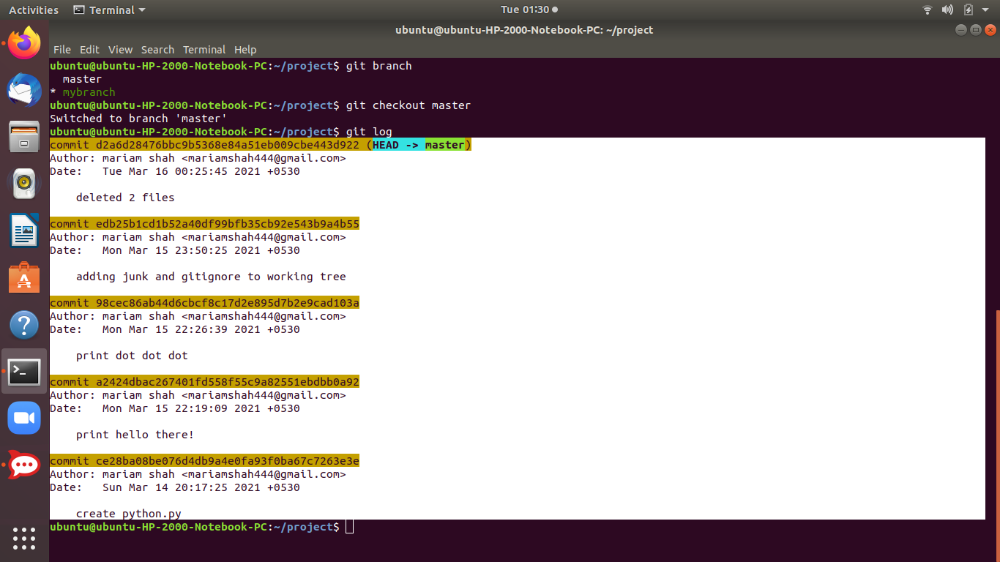 Activities Terminal Tue 01:30
ubuntu@ubuntu-HP-2000-Notebook-PC: ~/project
File Edit View Search Terminal Help
ubuntu@ubuntu-HP-2000-Notebook-PC:~/project$ git branch
  master
* mybranch
ubuntu@ubuntu-HP-2000-Notebook-PC:~/project$ git checkout master
Switched to branch 'master'
ubuntu@ubuntu-HP-2000-Notebook-PC:~/project$ git log
commit d2a6d28476bbc9b5368e84a51eb009cbe443d922 (HEAD -> master)
Author: mariam shah <mariamshah444@gmail.com>
Date:   Tue Mar 16 00:25:45 2021 +0530
    deleted 2 files
commit edb25b1cd1b52a40df99bfb35cb92e543b9a4b55
Author: mariam shah <mariamshah444@gmail.com>
Date:   Mon Mar 15 23:50:25 2021 +0530
    adding junk and gitignore to working tree
commit 98cec86ab44d6cbcf8c17d2e895d7b2e9cad103a
Author: mariam shah <mariamshah444@gmail.com>
Date:   Mon Mar 15 22:26:39 2021 +0530
    print dot dot dot
commit a2424dbac267401fd558f55c9a82551ebdbb0a92
Author: mariam shah <mariamshah444@gmail.com>
Date:   Mon Mar 15 22:19:09 2021 +0530
    print hello there!
commit ce28ba08be076d4db9a4e0fa93f0ba67c7263e3e
Author: mariam shah <mariamshah444@gmail.com>
Date:   Sun Mar 14 20:17:25 2021 +0530
    create python.py
ubuntu@ubuntu-HP-2000-Notebook-PC:~/project$